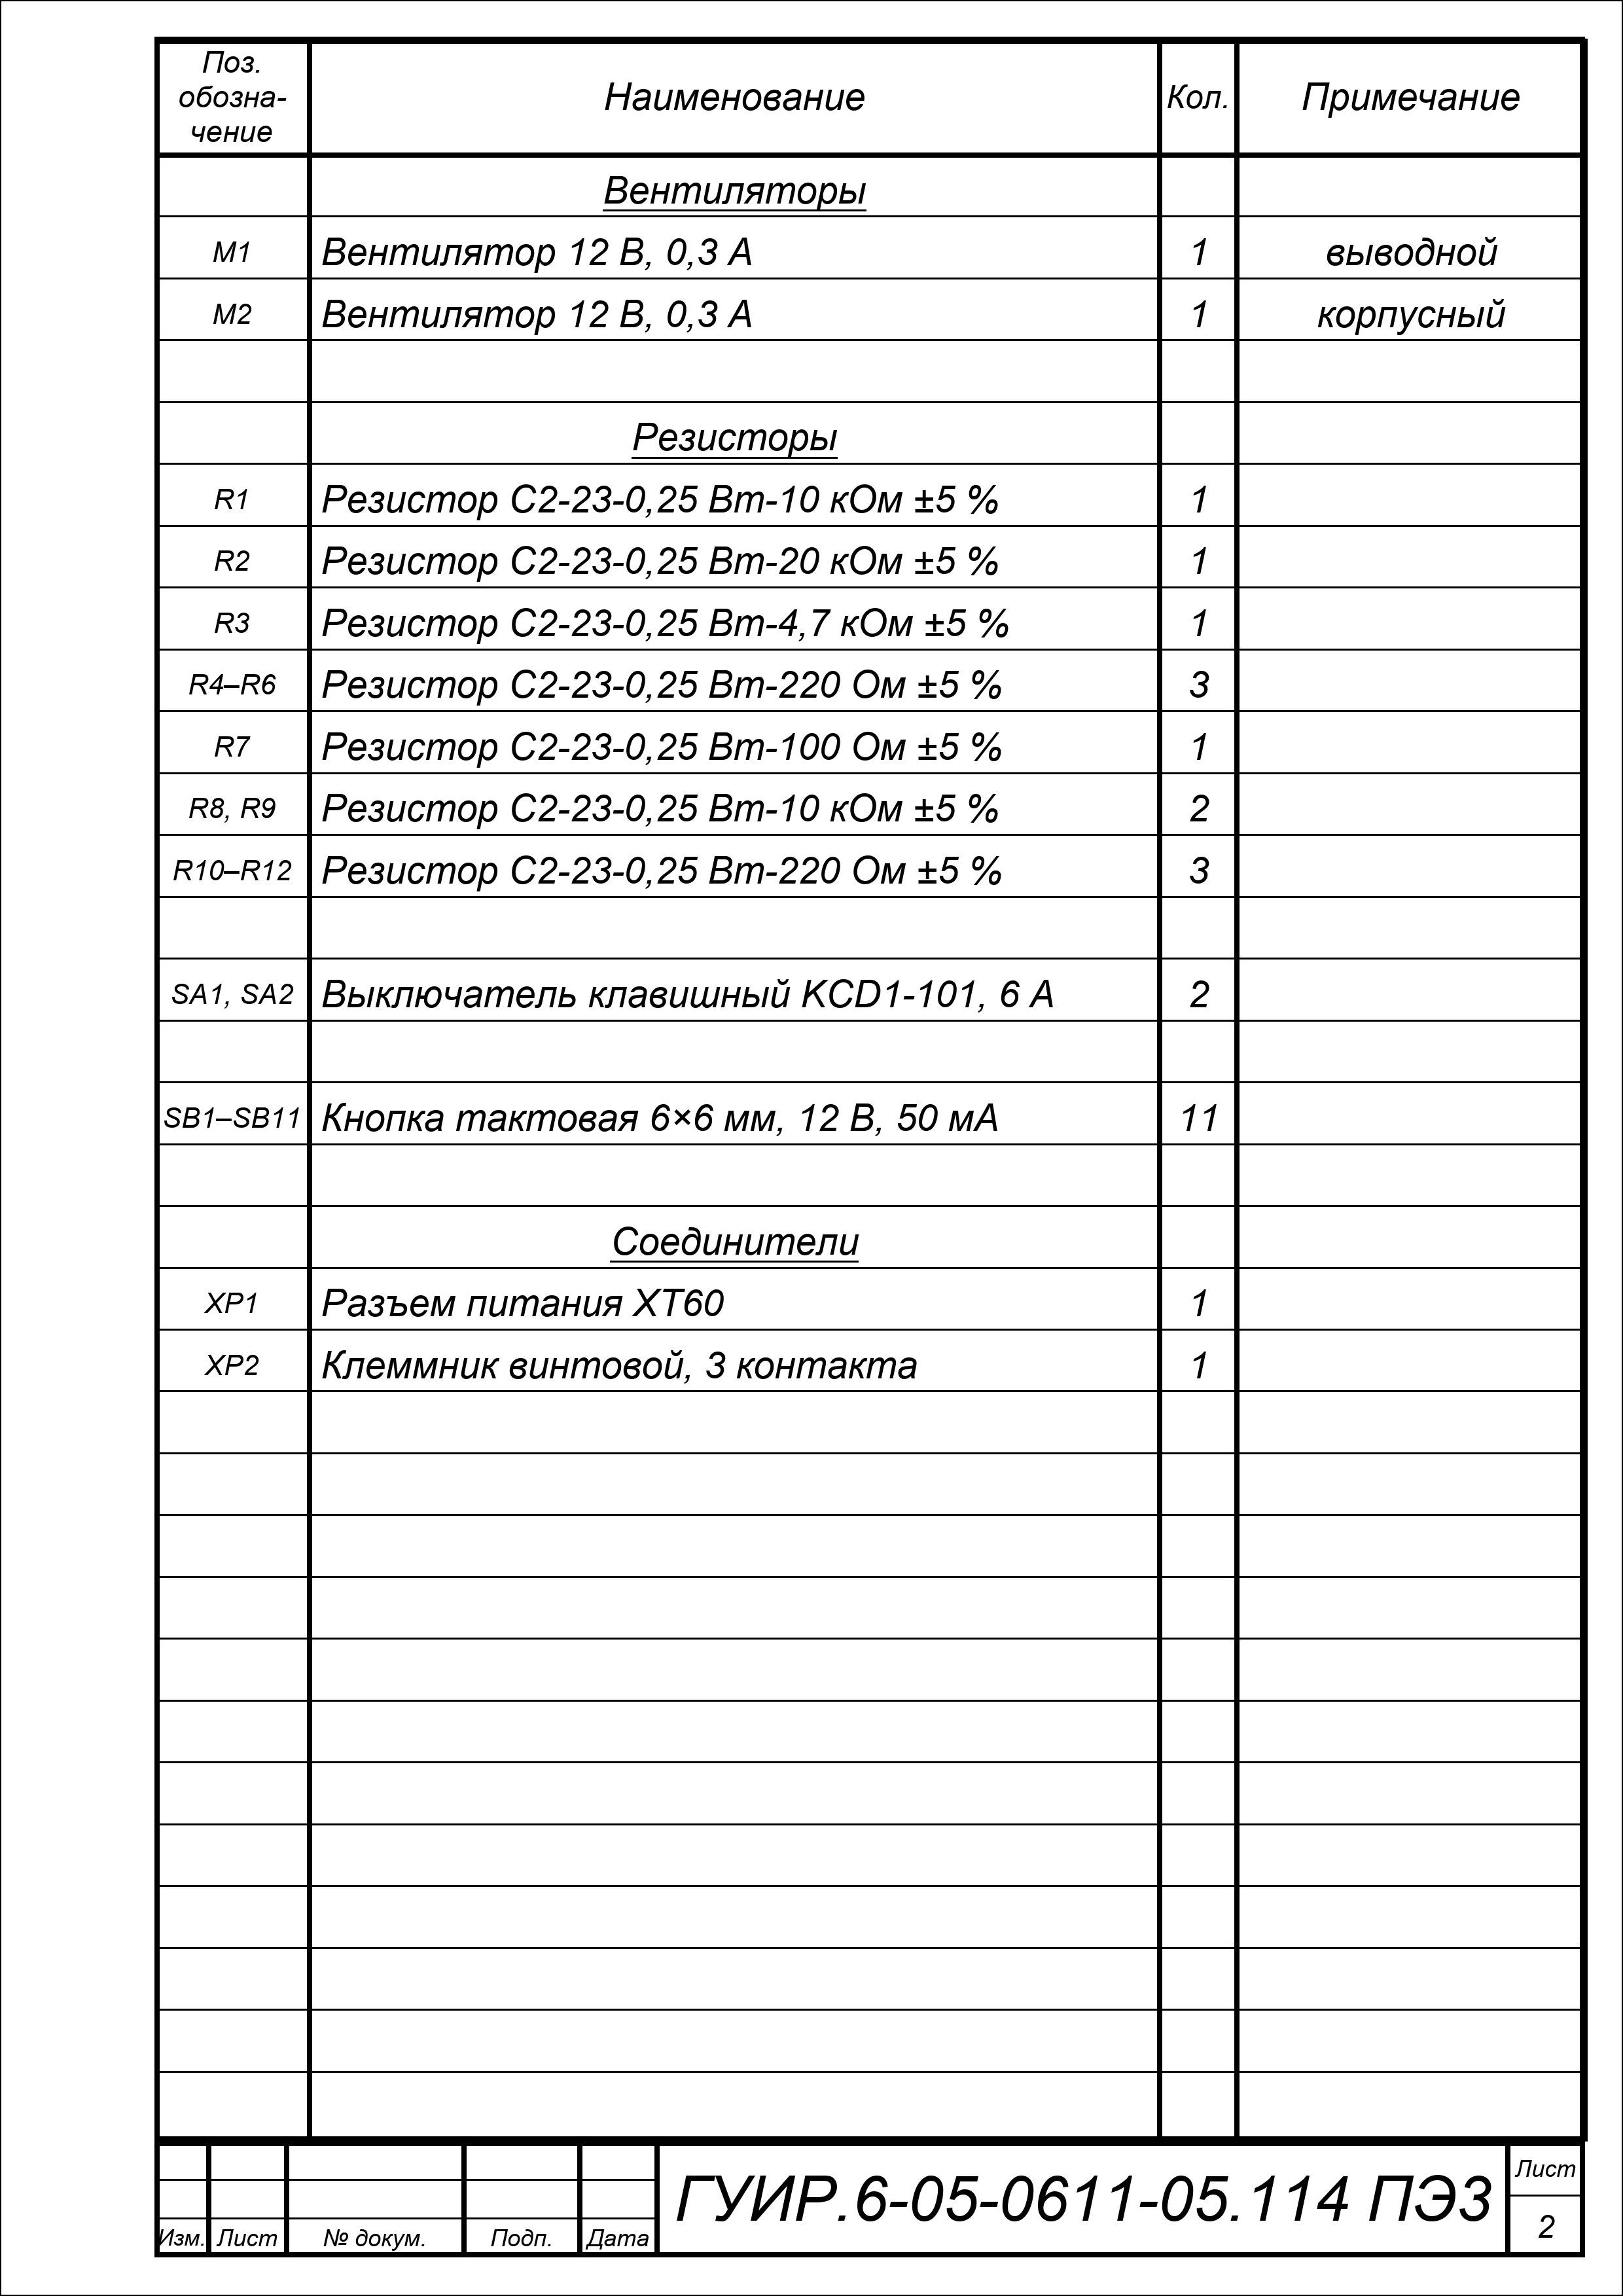 Поз.
обозна-
чение
Наименование
Кол.
Примечание
Вентиляторы
M1 Вентилятор 12 В, 0,3 А 1 выводной
M2 Вентилятор 12 В, 0,3 А 1 корпусный
Резисторы
R1 Резистор С2-23-0,25 Вт-10 кОм ±5 % 1
R2 Резистор С2-23-0,25 Вт-20 кОм ±5 % 1
R3 Резистор С2-23-0,25 Вт-4,7 кОм ±5 % 1
R4–R6 Резистор С2-23-0,25 Вт-220 Ом ±5 % 3
R7 Резистор С2-23-0,25 Вт-100 Ом ±5 % 1
R8, R9 Резистор С2-23-0,25 Вт-10 кОм ±5 % 2
R10–R12 Резистор С2-23-0,25 Вт-220 Ом ±5 % 3
SA1, SA2 Выключатель клавишный KCD1-101, 6 А 2
SB1–SB11 Кнопка тактовая 6×6 мм, 12 В, 50 мА 11
Соединители
XP1 Разъем питания XT60 1
XP2 Клеммник винтовой, 3 контакта 1
ГУИР.6-05-0611-05.114 ПЭ3
Лист
2
Изм. Лист № докум. Подп. Дата